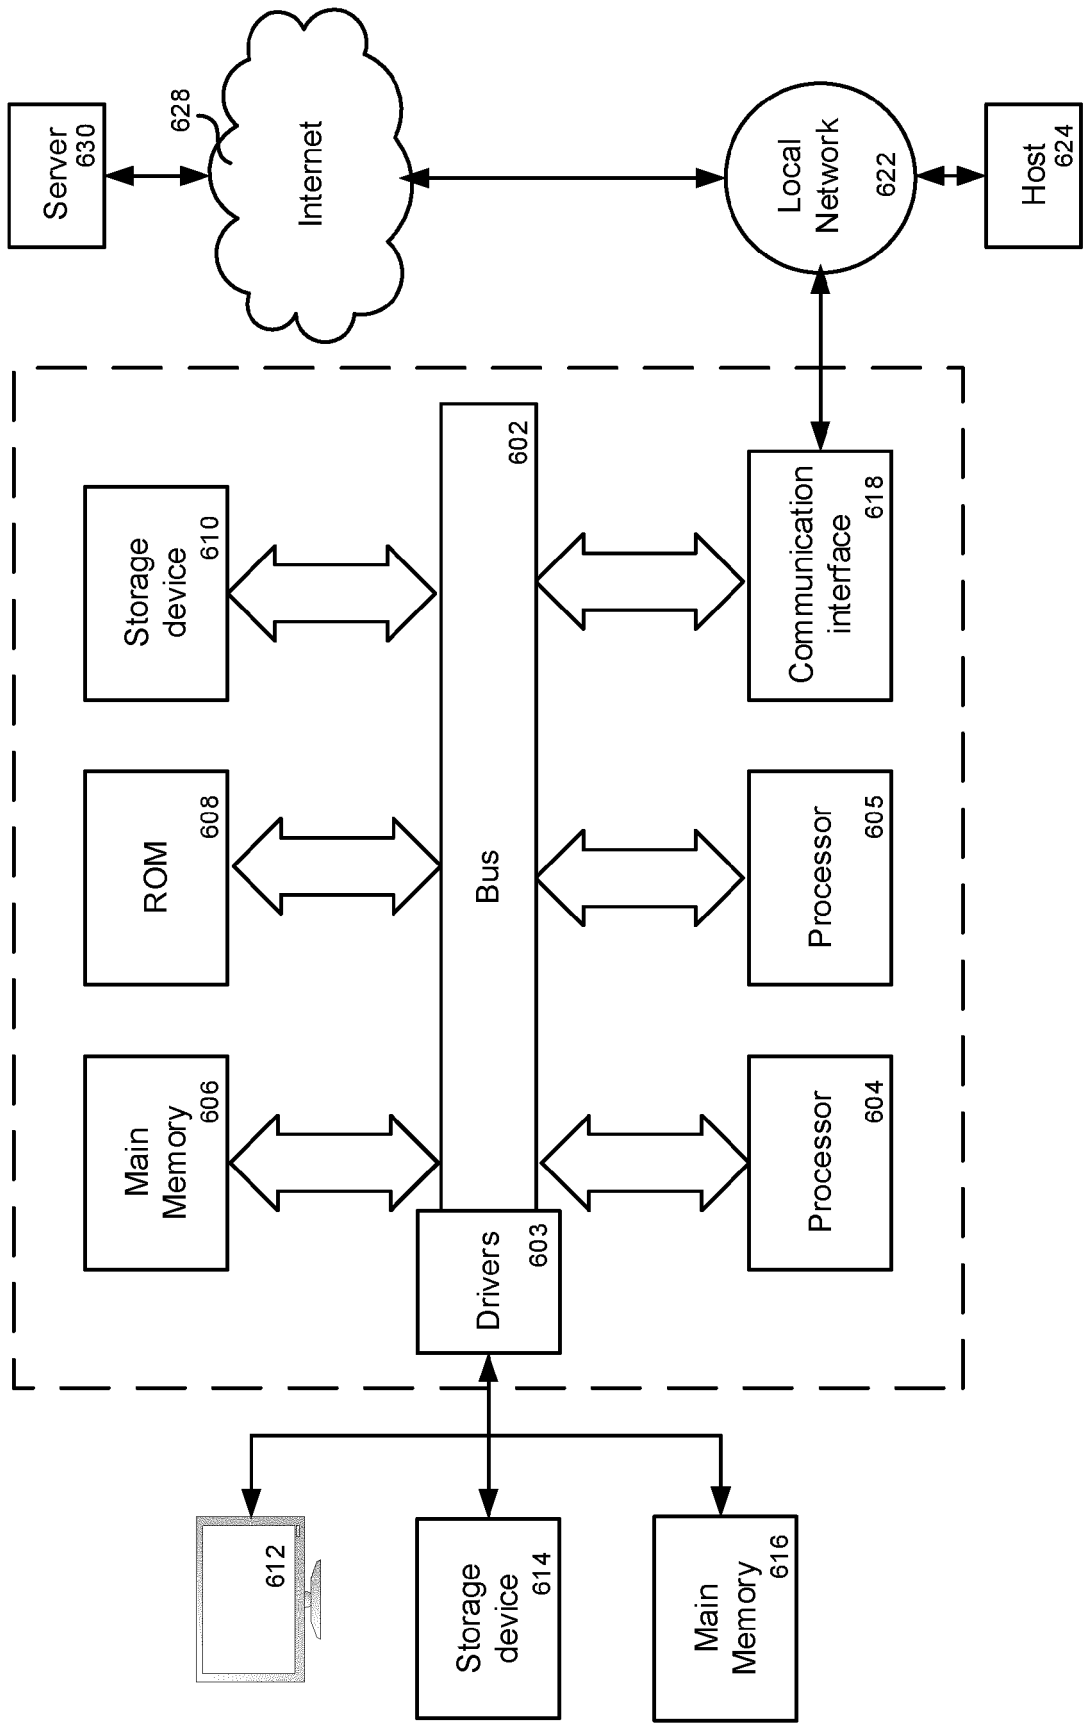 Main
Memory
606
ROM
608
Storage
device
610
Server
630
628
Internet
612
Drivers
603
Bus
602
Storage
device
614
Main
Memory
616
Processor
604
Processor
605
Communication
interface
618
Local
Network
622
Host
624